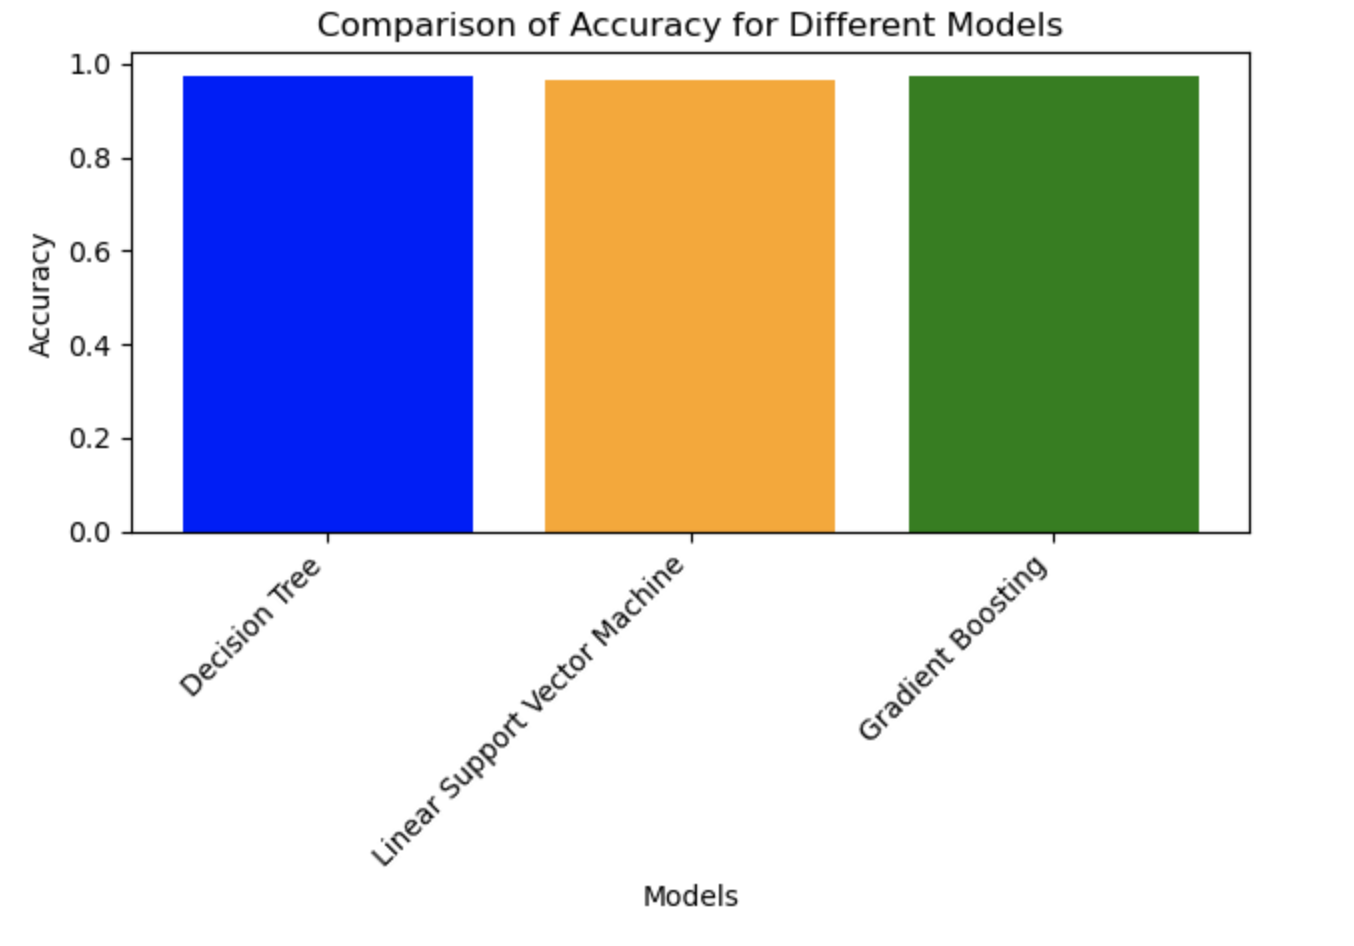 Comparison of Accuracy for Different Models
1.0
0.8
0.6
0.4
0.2
0.0
Accuracy
Decision Tree
Linear Support Vector Machine
Gradient Boosting
Models